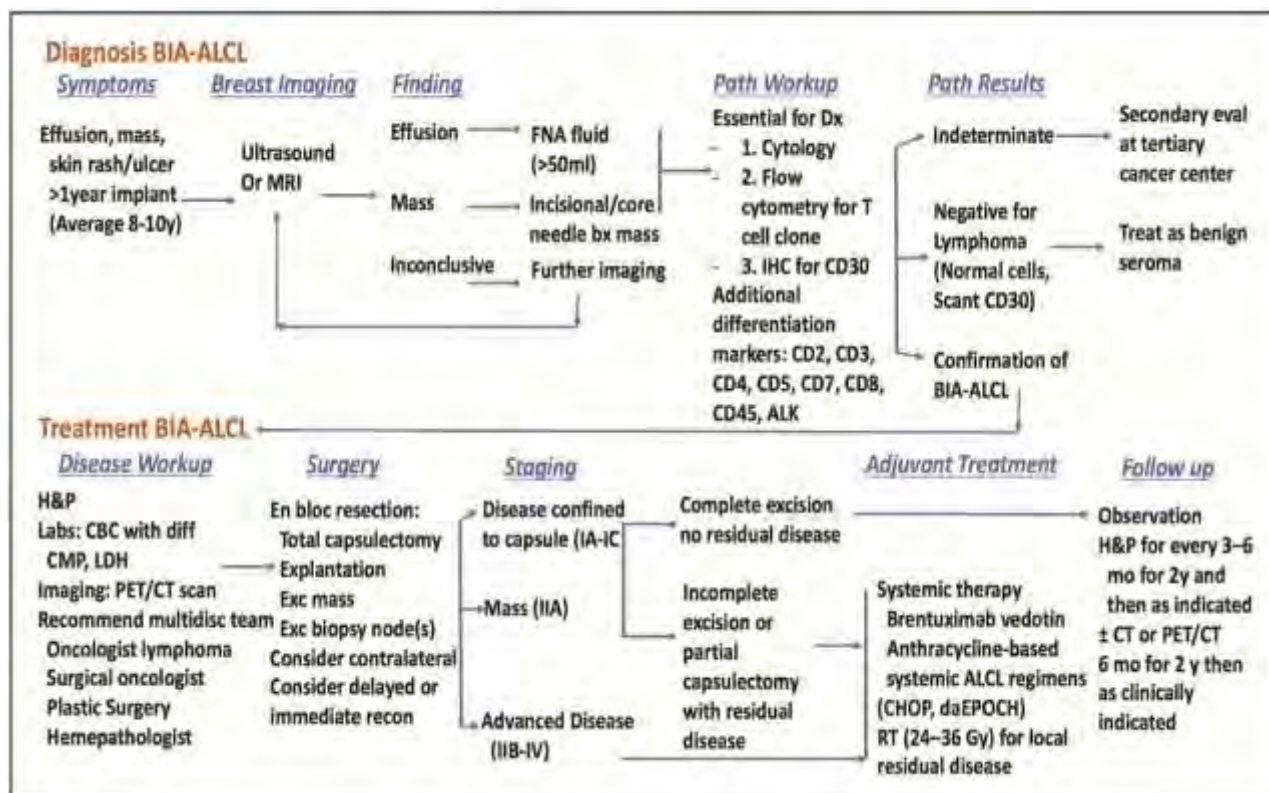 Diagnosis BIA-ALCL
Symptoms
Effusion, mass,
skin rash/ulcer
>1year implant
(Average 8-10y)
Breast Imaging
Ultrasound
Or MRI
Finding
Effusion
Mass
Inconclusive
FNA fluid
(>50ml)
Incisional/core
needle bx mass
Further imaging
Path Workup
Essential for Dx
- 1. Cytology
- 2. Flow
cytometry for T
cell clone
- 3. IHC for CD30
Additional
differentiation
markers: CD2, CD3,
CD4, CD5, CD7, CD8,
CD45, ALK
Path Results
Indeterminate
Negative for
Lymphoma
(Normal cells,
Scant CD30)
Confirmation of
BIA-ALCL
Secondary eval
at tertiary
cancer center
Treat as benign
seroma
Treatment BIA-ALCL
Disease Workup
H&P
Labs: CBC with diff
CMP, LDH
Imaging: PET/CT scan
Recommend multidisc team
Oncologist lymphoma
Surgical oncologist
Plastic Surgery
Hemepathologist
Surgery
En bloc resection:
Total capsulectomy
Explantation
Exc mass
Exc biopsy node(s)
Consider contralateral
Consider delayed or
immediate recon
Staging
Disease confined
to capsule (IA-IC
Mass (IIA)
Advanced Disease
(IIB-IV)
Complete excision
no residual disease
Incomplete
excision or
partial
capsulectomy
with residual
disease
Adjuvant Treatment
Systemic therapy
Brentuximab vedotin
Anthracycline-based
systemic ALCL regimens
(CHOP, daEPOCH)
RT (24–36 Gy) for local
residual disease
Follow up
Observation
H&P for every 3–6
mo for 2y and
then as indicated
± CT or PET/CT
6 mo for 2 y then
as clinically
indicated